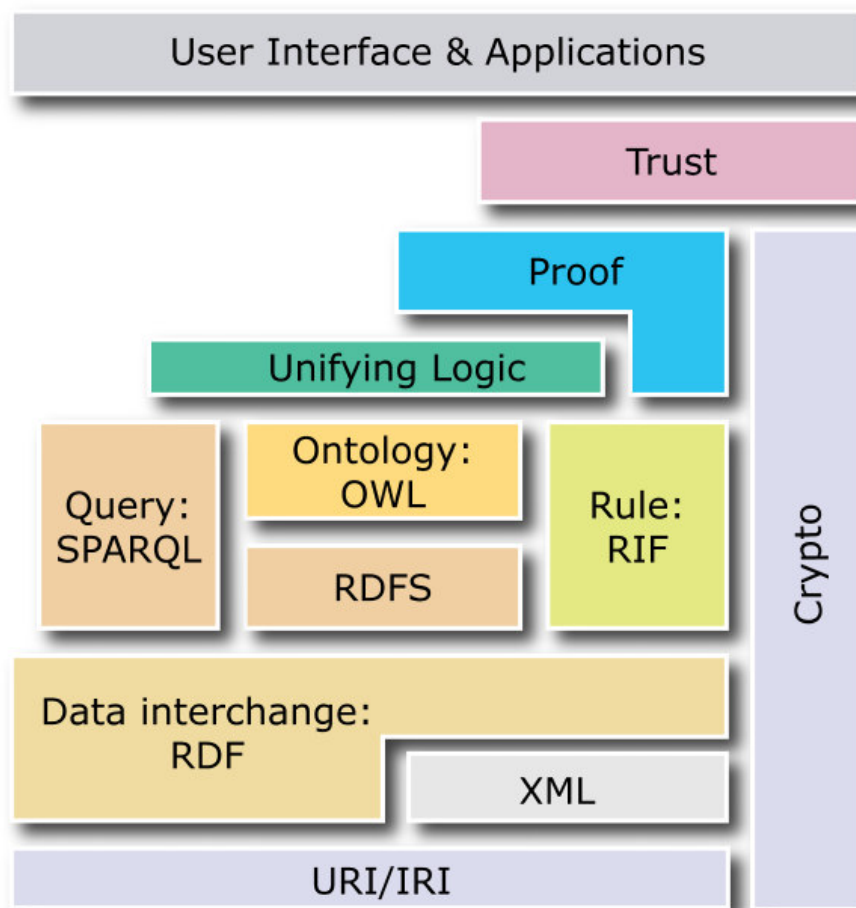 User Interface & Applications
Trust
Proof
Unifying Logic
Query:
SPARQL
Ontology:
OWL
RDFS
Rule:
RIF
Crypto
Data interchange:
RDF
XML
URI/IRI